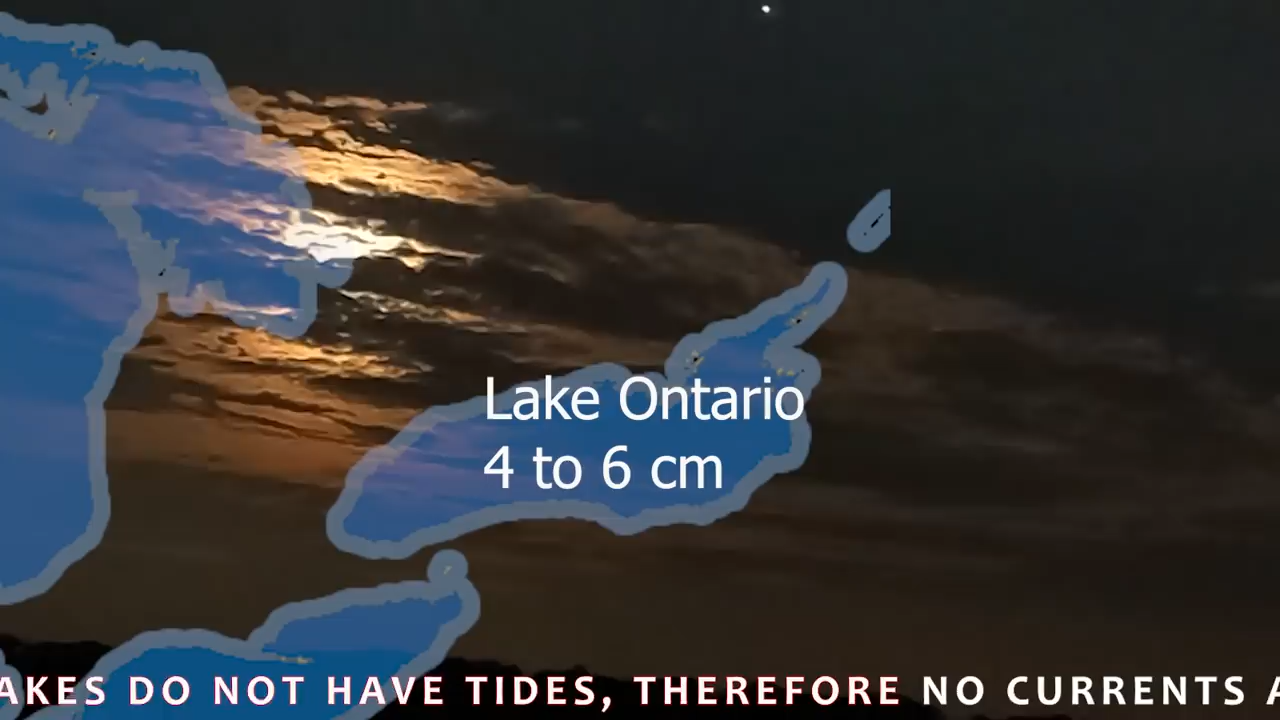 Lake Ontario
4 to 6 cm
AKES DO NOT HAVE TIDES, THEREFORE NO CURRENTS A